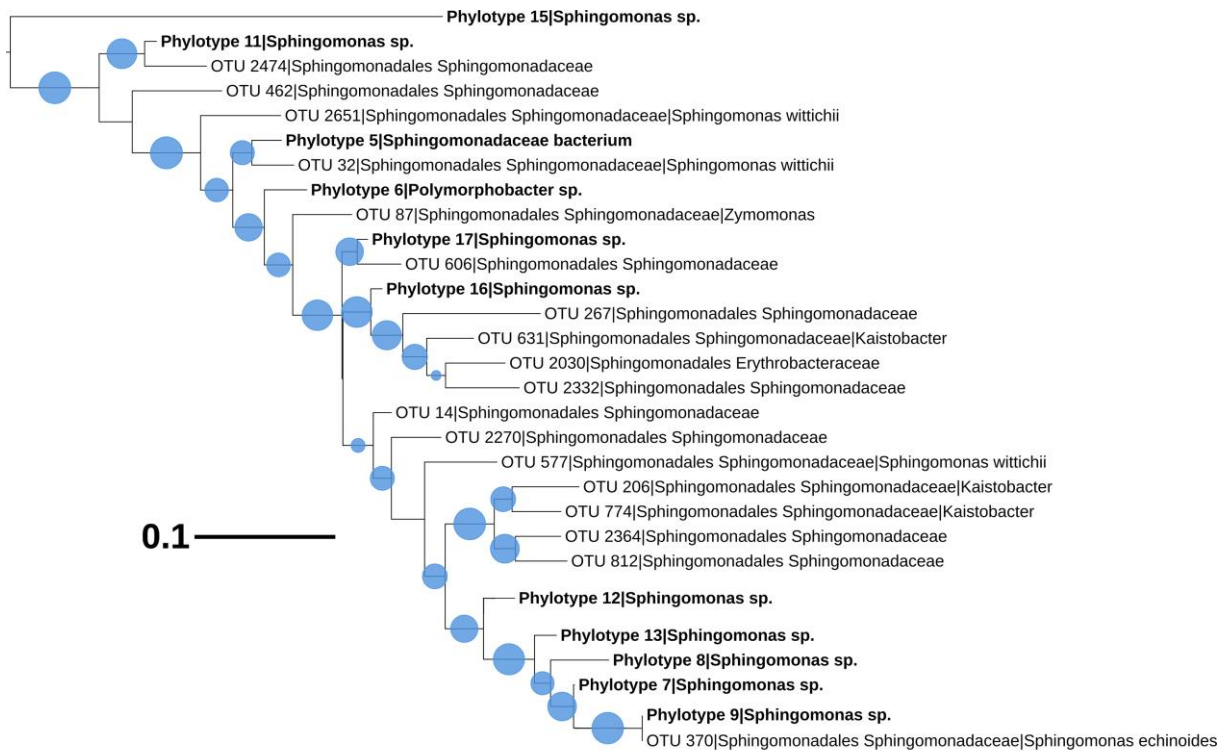 Phylotype 15|Sphingomonas sp.
Phylotype 11|Sphingomonas sp.
OTU 2474|Sphingomonadales Sphingomonadaceae
OTU 462|Sphingomonadales Sphingomonadaceae
OTU 2651|Sphingomonadales Sphingomonadaceae|Sphingomonas wittichii
Phylotype 5|Sphingomonadaceae bacterium
OTU 32|Sphingomonadales Sphingomonadaceae|Sphingomonas wittichii
Phylotype 6|Polymorphobacter sp.
OTU 87|Sphingomonadales Sphingomonadaceae|Zymomonas
Phylotype 17|Sphingomonas sp.
OTU 606|Sphingomonadales Sphingomonadaceae
Phylotype 16|Sphingomonas sp.
OTU 267|Sphingomonadales Sphingomonadaceae
OTU 631|Sphingomonadales Sphingomonadaceae|Kaistobacter
OTU 2030|Sphingomonadales Erythrobacteraceae
OTU 2332|Sphingomonadales Sphingomonadaceae
OTU 14|Sphingomonadales Sphingomonadaceae
OTU 2270|Sphingomonadales Sphingomonadaceae
OTU 577|Sphingomonadales Sphingomonadaceae|Sphingomonas wittichii
OTU 206|Sphingomonadales Sphingomonadaceae|Kaistobacter
OTU 774|Sphingomonadales Sphingomonadaceae|Kaistobacter
OTU 2364|Sphingomonadales Sphingomonadaceae
0.1
OTU 812|Sphingomonadales Sphingomonadaceae
Phylotype 12|Sphingomonas sp.
Phylotype 13|Sphingomonas sp.
Phylotype 8|Sphingomonas sp.
Phylotype 7|Sphingomonas sp.
Phylotype 9|Sphingomonas sp.
OTU 370|Sphingomonadales Sphingomonadaceae|Sphingomonas echinoides